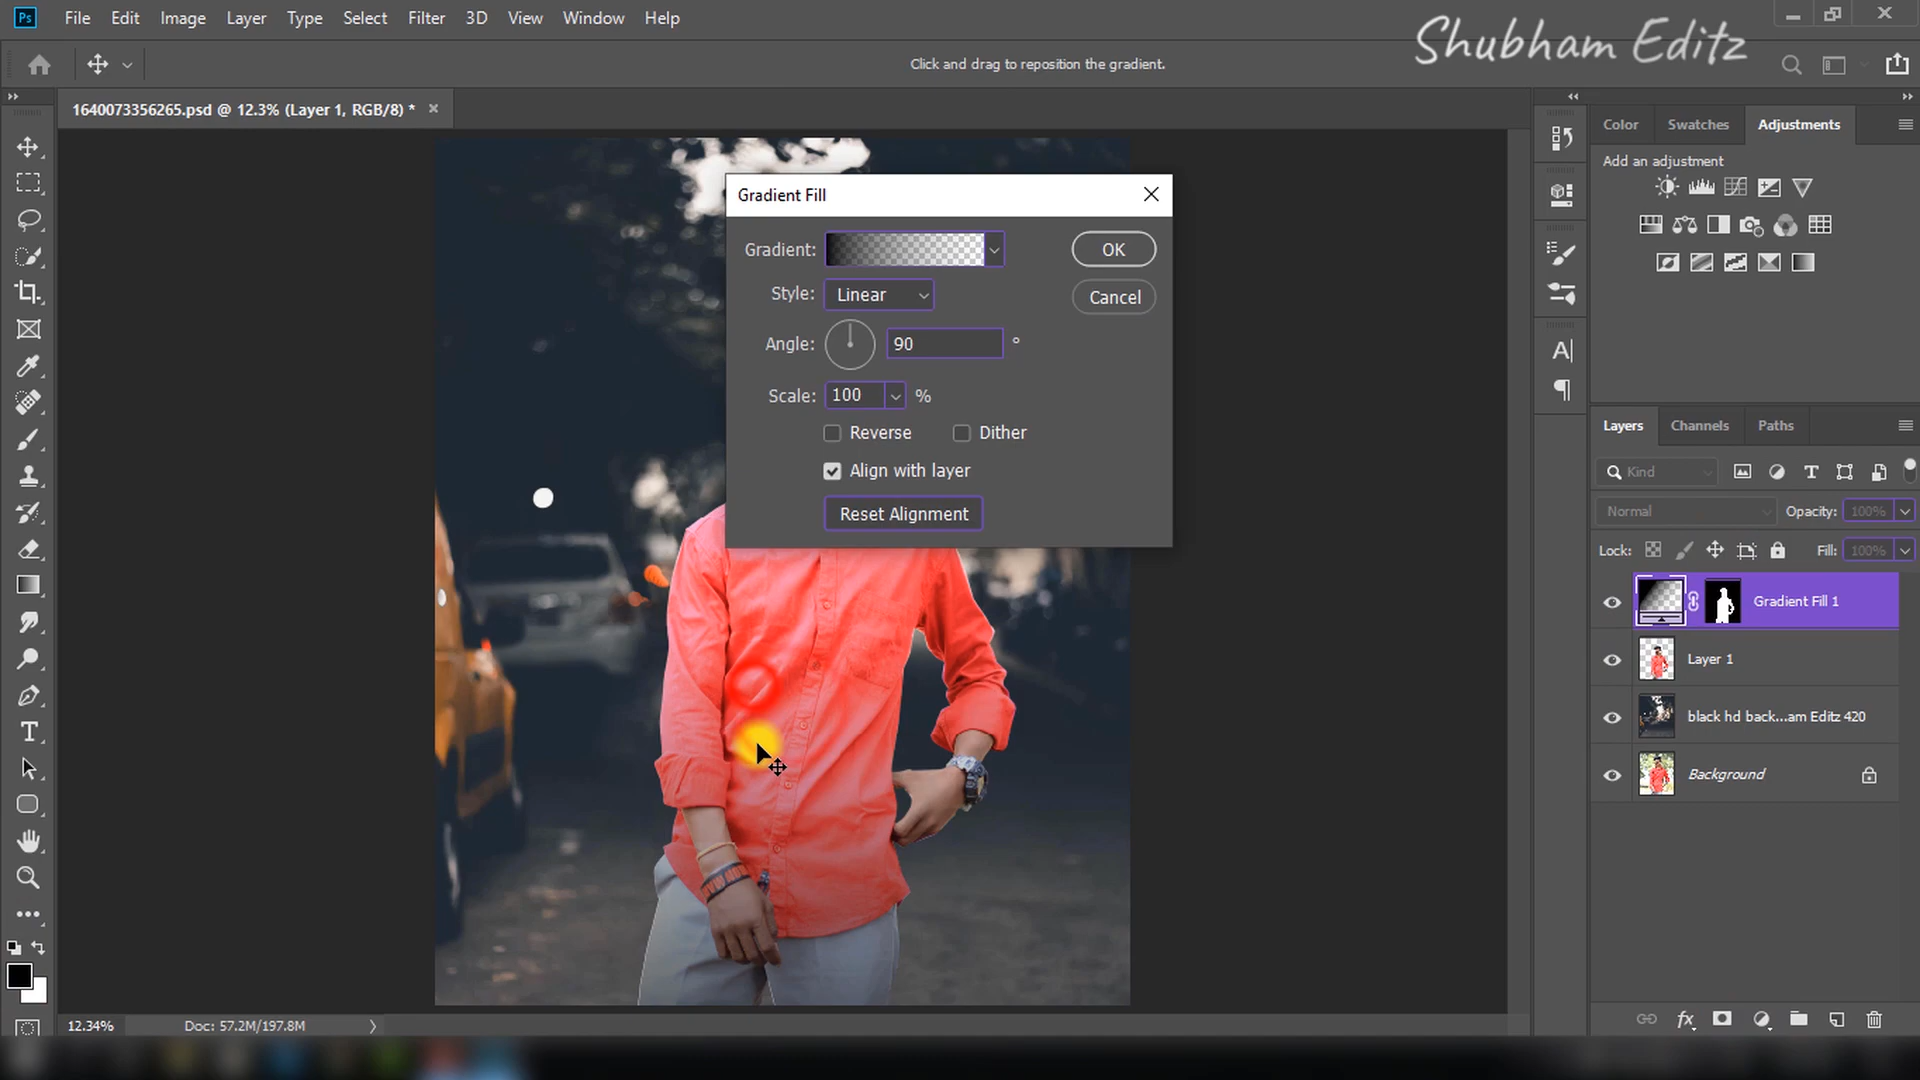 Ps File Edit Image Layer Type Select Filter 3D View Window Help
Shubham Editz
Click and drag to reposition the gradient.
1640073356265.psd @ 12.3% (Layer 1, RGB/8) *
Color Swatches Adjustments
Add an adjustment
Gradient Fill
Gradient: OK
Style: Linear Cancel
Angle: 90 °
Scale: 100 %
Reverse Dither
Align with layer
Reset Alignment
Layers Channels Paths
Kind
Normal Opacity: 100%
Lock: Fill: 100%
Gradient Fill 1
Layer 1
black hd back...am Editz 420
Background
12.34% Doc: 57.2M/197.8M